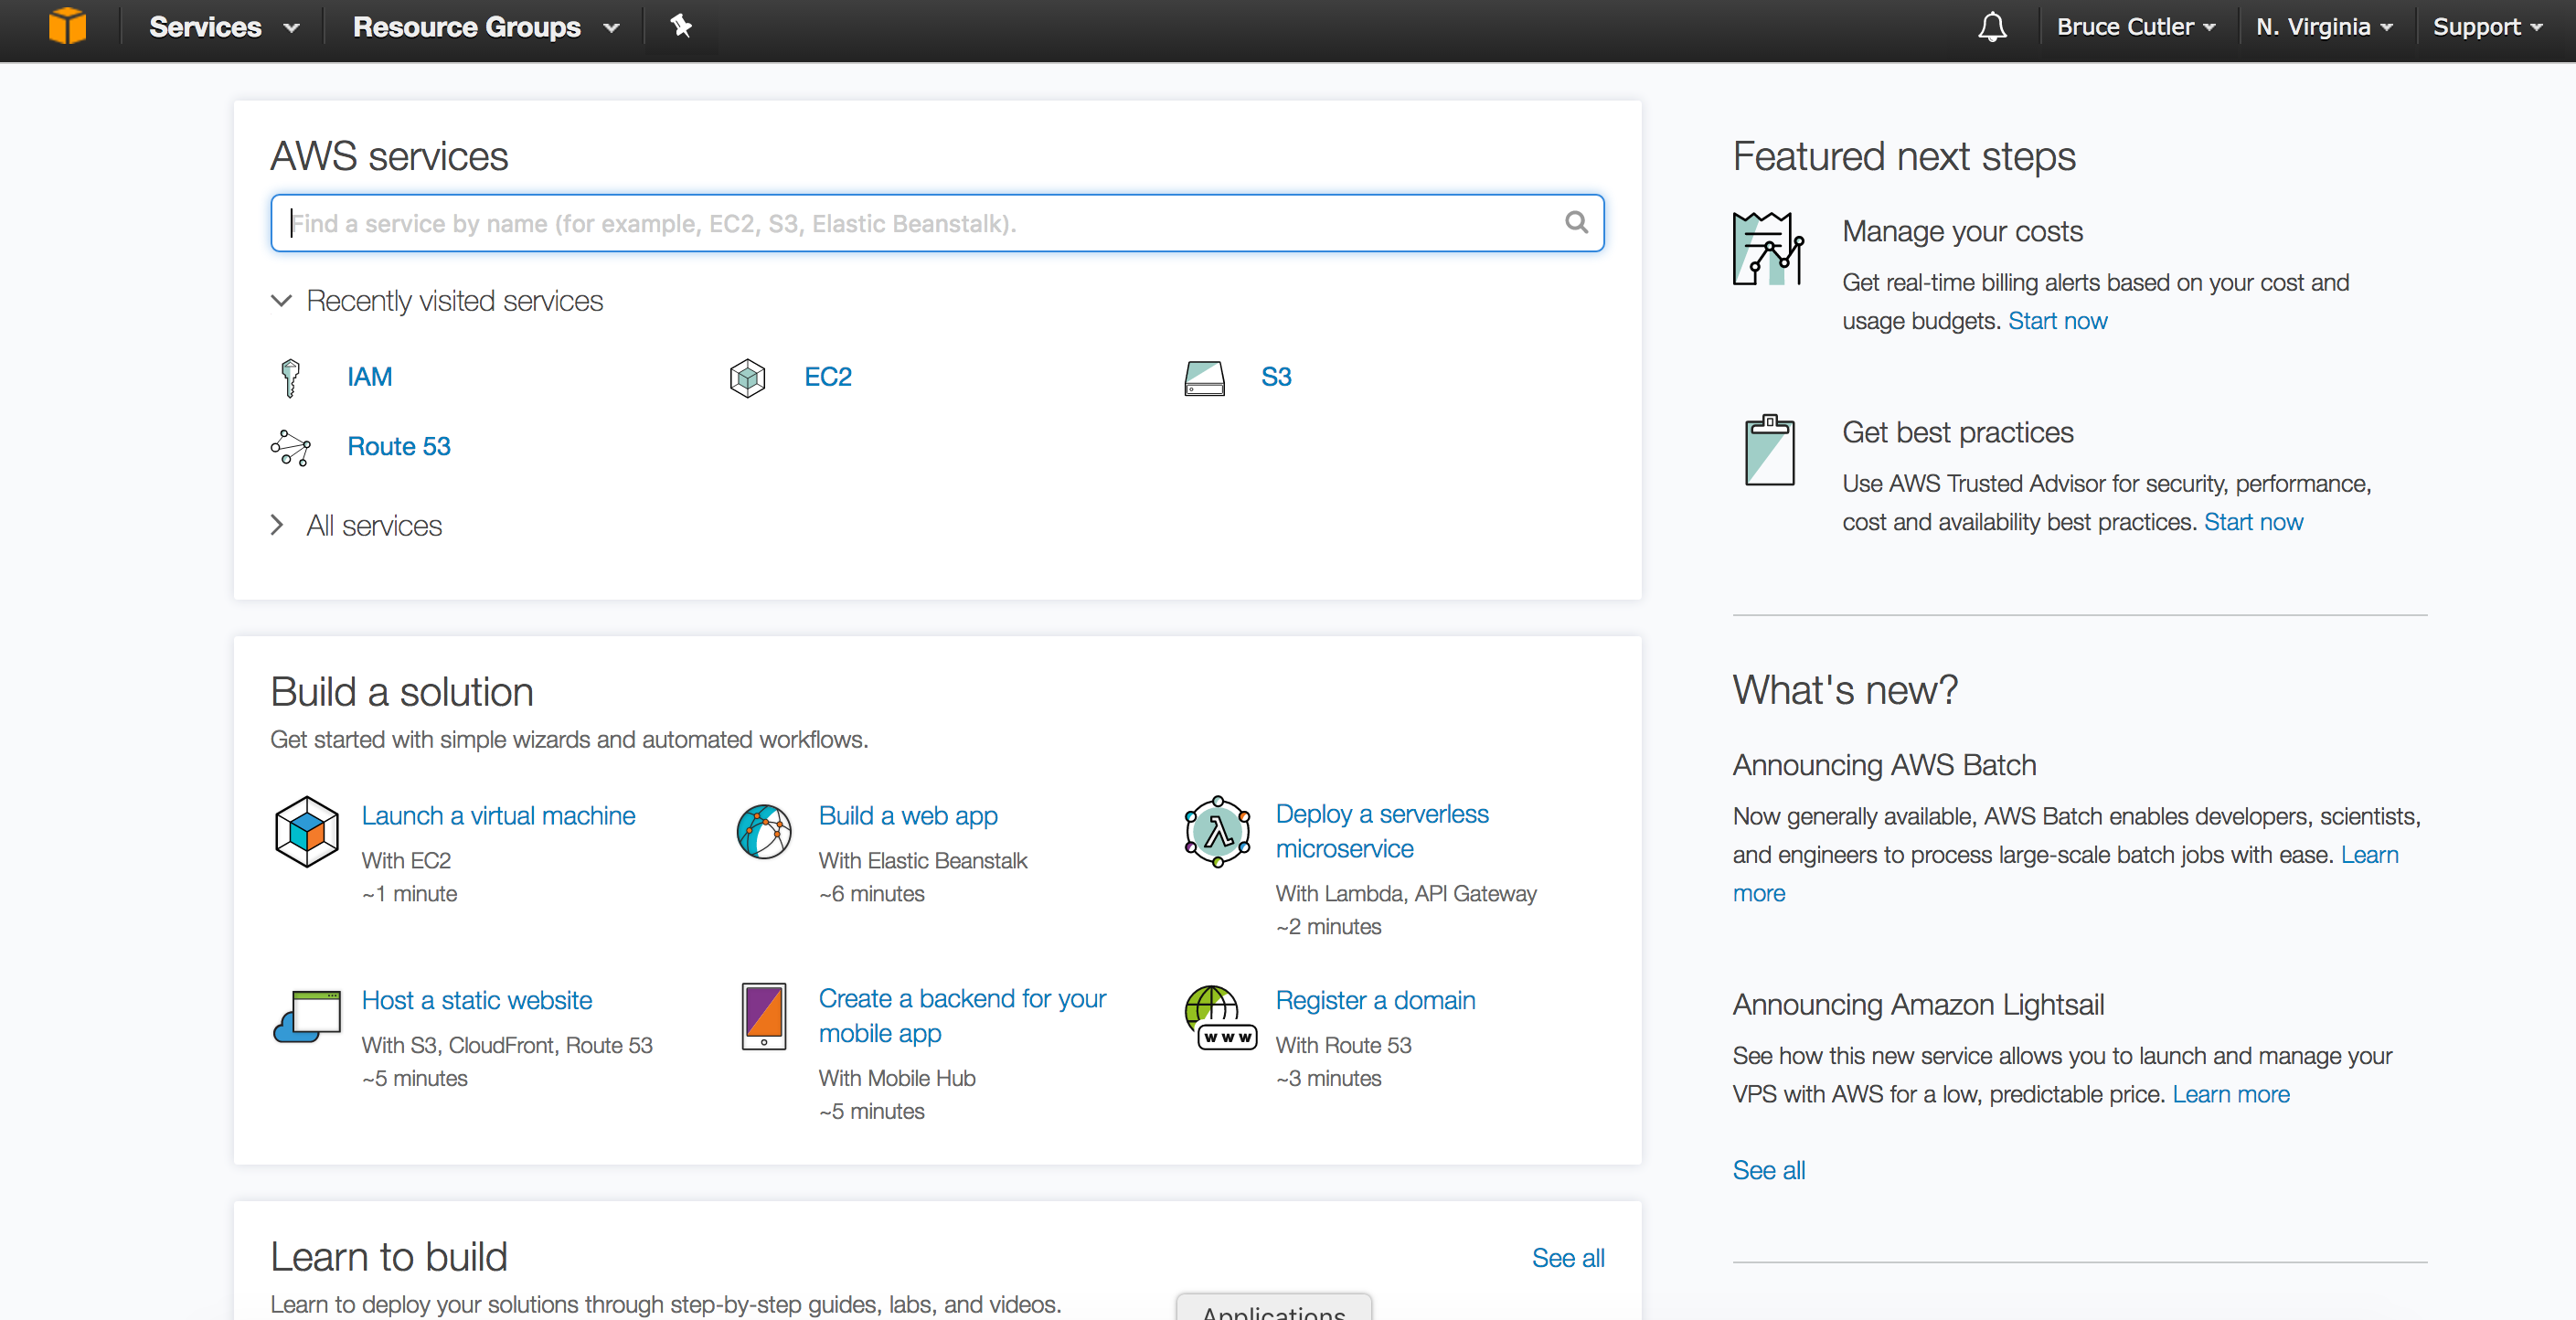 Services
Resource Groups
Bruce Cutler
N. Virginia
Support
AWS services
Find a service by name (for example, EC2, S3, Elastic Beanstalk).
Recently visited services
IAM
EC2
S3
Route 53
All services
Build a solution
Get started with simple wizards and automated workflows.
Launch a virtual machine
With EC2
~1 minute
Build a web app
With Elastic Beanstalk
~6 minutes
Deploy a serverless
microservice
With Lambda, API Gateway
~2 minutes
Host a static website
With S3, CloudFront, Route 53
~5 minutes
Create a backend for your
mobile app
With Mobile Hub
~5 minutes
www
Register a domain
With Route 53
~3 minutes
Learn to build
See all
Learn to deploy your solutions through step-by-step guides, labs, and videos.
Applications
Featured next steps
Manage your costs
Get real-time billing alerts based on your cost and
usage budgets. Start now
Get best practices
Use AWS Trusted Advisor for security, performance,
cost and availability best practices. Start now
What's new?
Announcing AWS Batch
Now generally available, AWS Batch enables developers, scientists,
and engineers to process large-scale batch jobs with ease. Learn
more
Announcing Amazon Lightsail
See how this new service allows you to launch and manage your
VPS with AWS for a low, predictable price. Learn more
See all